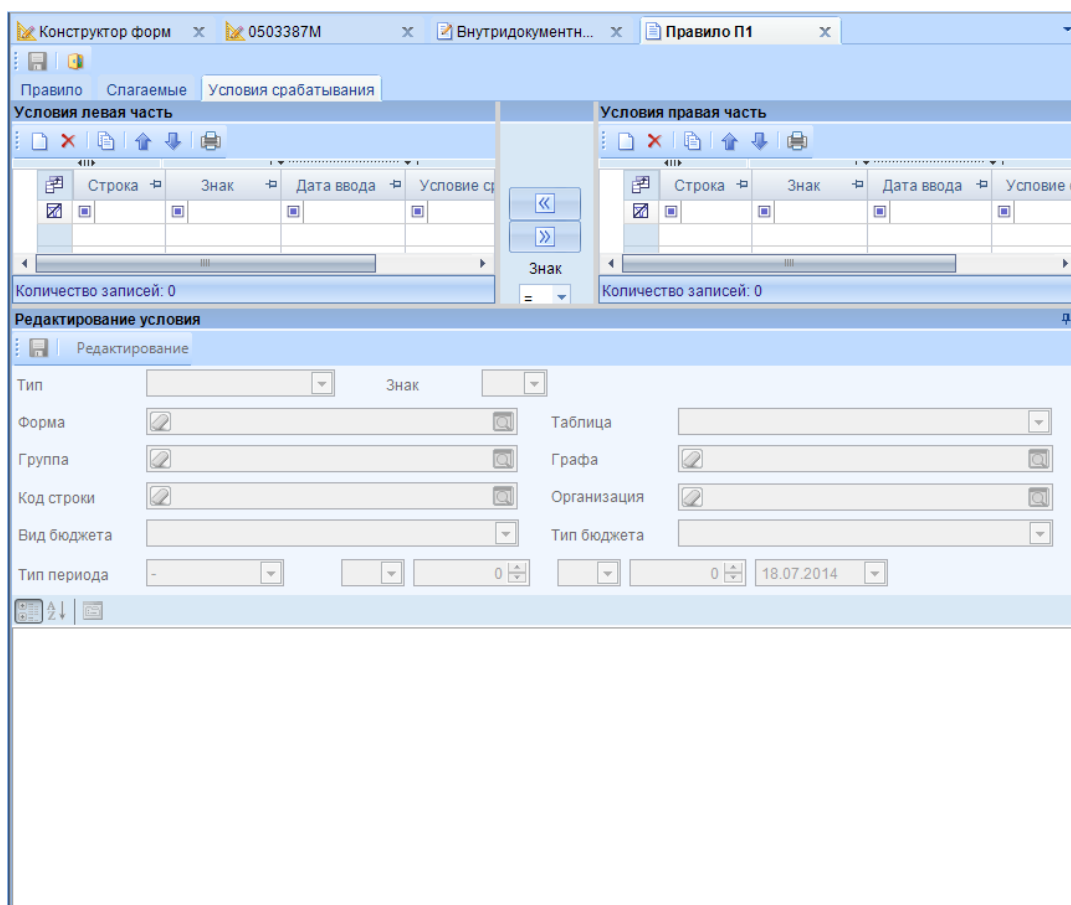 Конструктор форм 0503387М Внутридокументн... Правило П1
Правило Слагаемые Условия срабатывания
Условия левая часть Условия правая часть
Строка Знак Дата ввода Условие ср Строка Знак Дата ввода Условие
Знак
=
Количество записей: 0 Количество записей: 0
Редактирование условия
Редактирование
Тип Знак
Форма Таблица
Группа Графа
Код строки Организация
Вид бюджета Тип бюджета
Тип периода - 0 0 18.07.2014